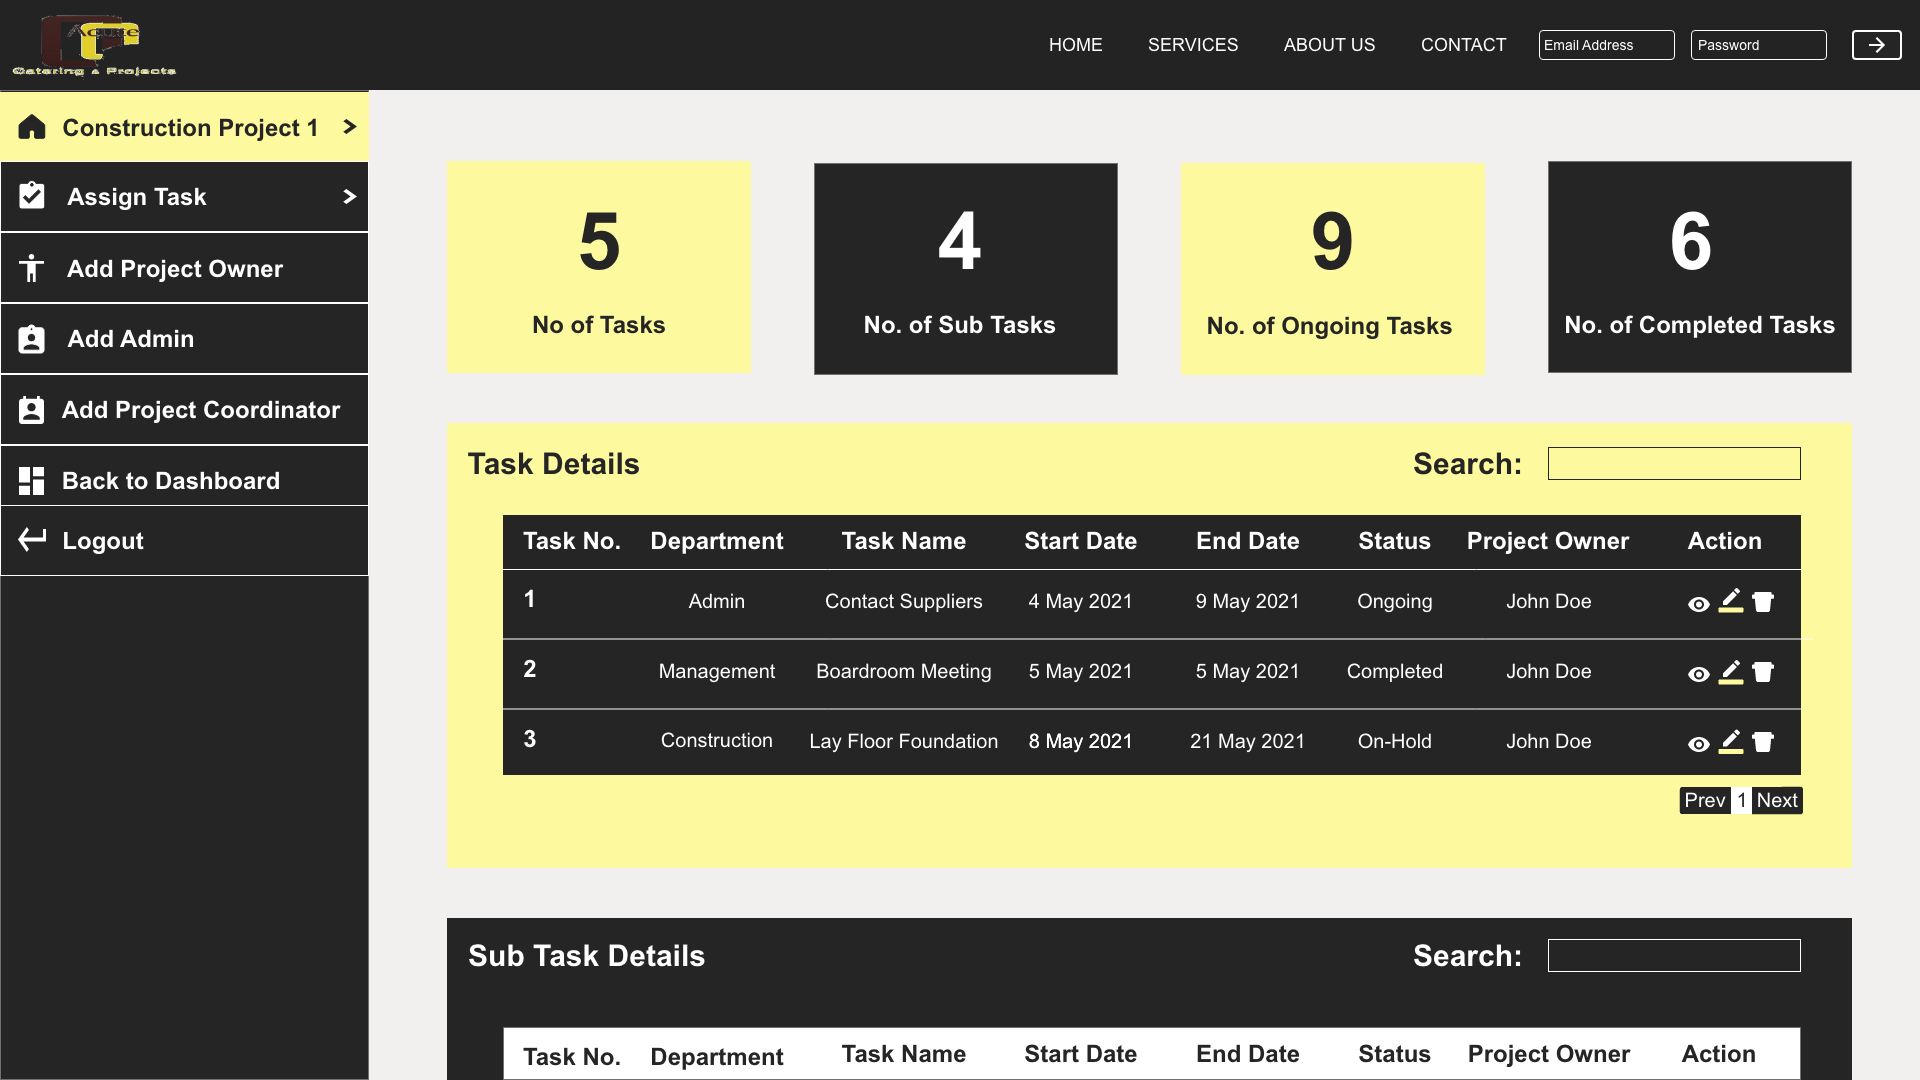 Acute
Catering & Projects
HOME SERVICES ABOUT US CONTACT Email Address Password
Construction Project 1
Assign Task
Add Project Owner
Add Admin
Add Project Coordinator
Back to Dashboard
Logout
5 4 9 6
No of Tasks No. of Sub Tasks No. of Ongoing Tasks No. of Completed Tasks
Task Details Search:
Task No. Department Task Name Start Date End Date Status Project Owner Action
1 Admin Contact Suppliers 4 May 2021 9 May 2021 Ongoing John Doe
2 Management Boardroom Meeting 5 May 2021 5 May 2021 Completed John Doe
3 Construction Lay Floor Foundation 8 May 2021 21 May 2021 On-Hold John Doe
Prev 1 Next
Sub Task Details Search:
Task No. Department Task Name Start Date End Date Status Project Owner Action